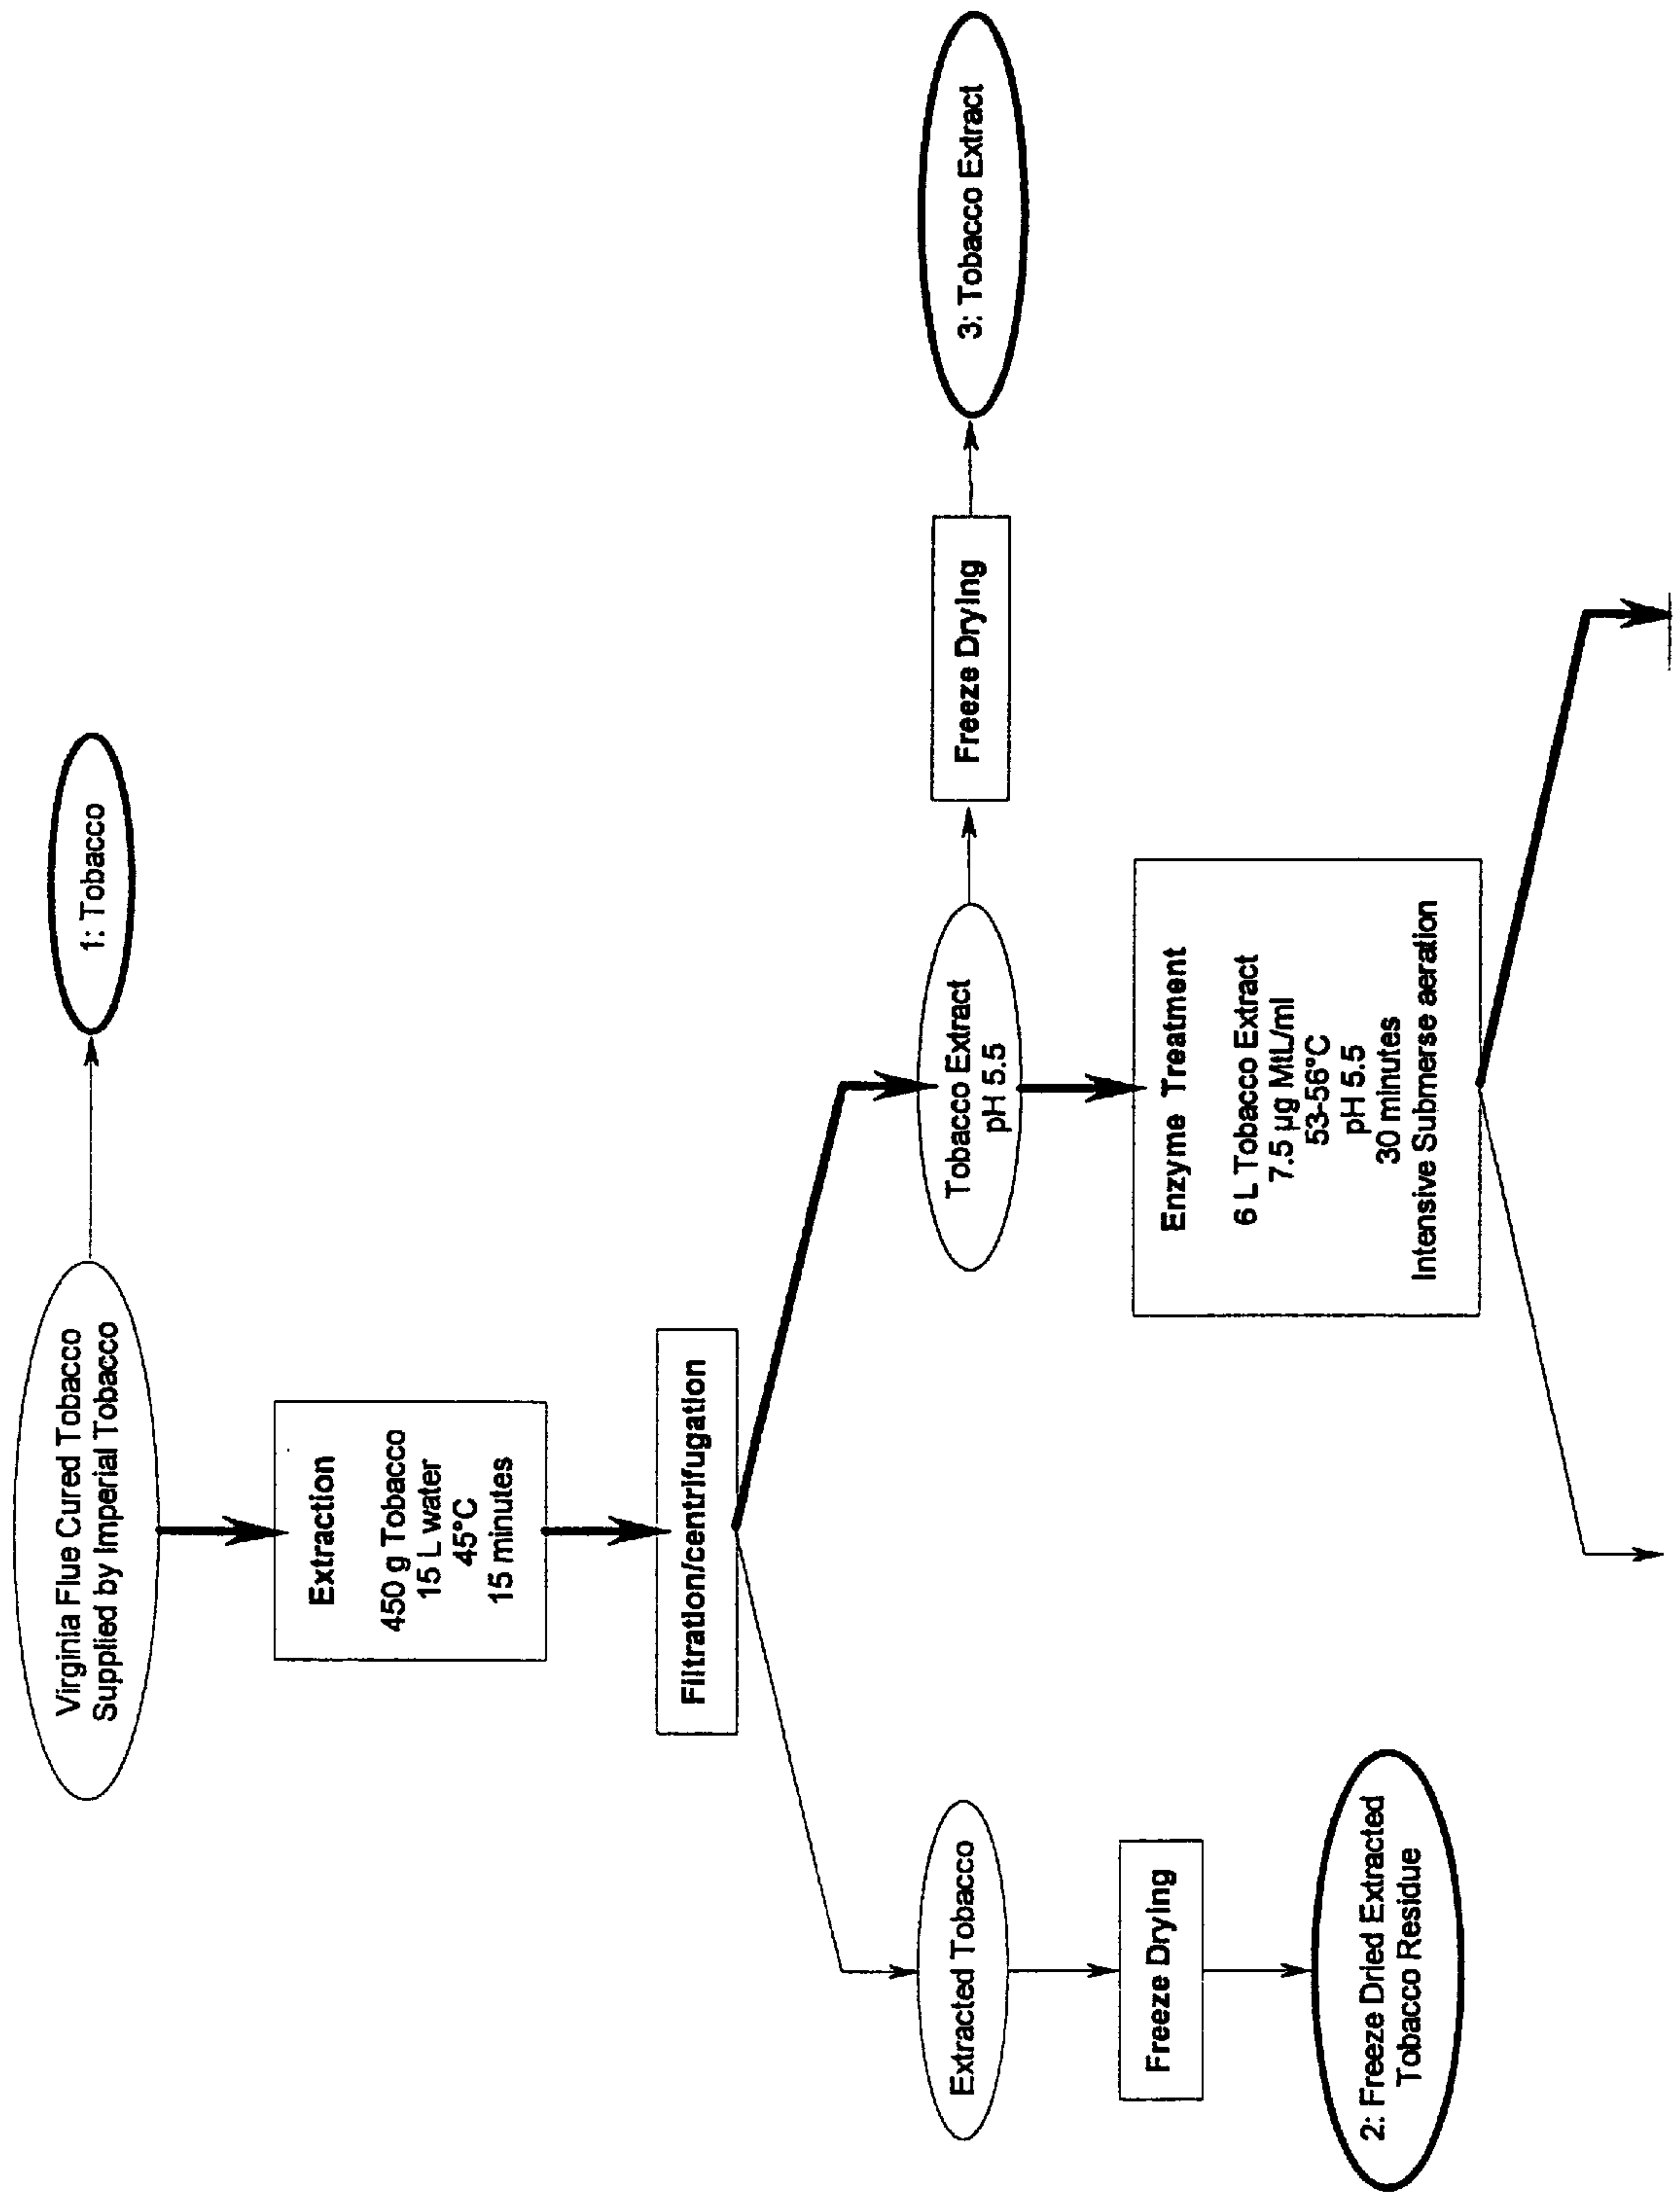 Virginia Flue Cured Tobacco
Supplied by Imperial Tobacco
1: Tobacco
Extraction
450 g Tobacco
15 L water
45°C
15 minutes
Filtration/centrifugation
Extracted Tobacco
Freeze Drying
2: Freeze Dried Extracted
Tobacco Residue
Tobacco Extract
pH 5.5
Freeze Drying
3: Tobacco Extract
Enzyme Treatment
6 L Tobacco Extract
7.5 µg MtL/ml
53-56°C
pH 5.5
30 minutes
Intensive Submerse aeration